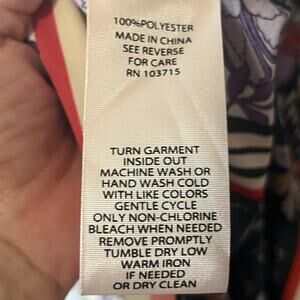 100%POLYESTER
MADE IN CHINA
SEE REVERSE
FOR CARE
RN 103715
TURN GARMENT
INSIDE OUT
MACHINE WASH OR
HAND WASH COLD
WITH LIKE COLORS
GENTLE CYCLE
ONLY NON-CHLORINE
BLEACH WHEN NEEDED
REMOVE PROMPTLY
TUMBLE DRY LOW
WARM IRON
IF NEEDED
OR DRY CLEAN